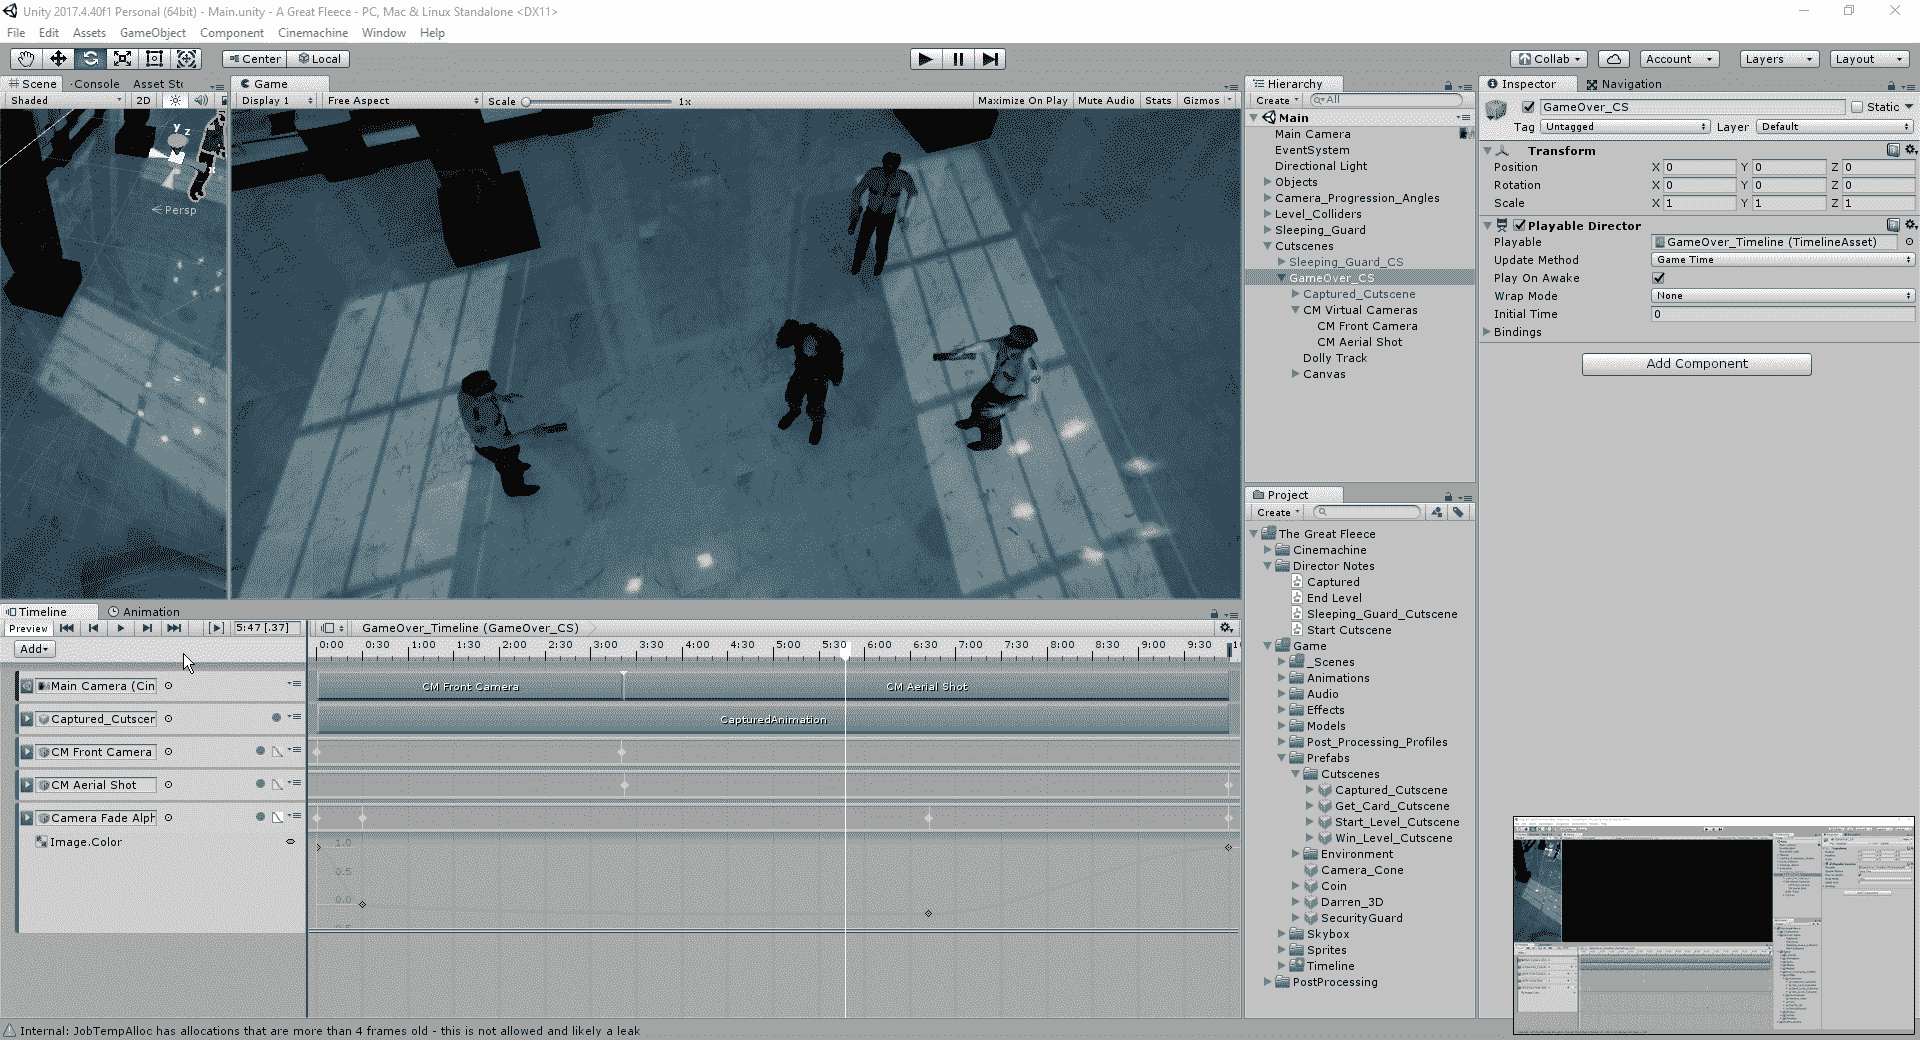 Unity 2017.4.40f1 Personal (64bit) - Main.unity - A Great Fleece - PC, Mac & Linux Standalone <DX11>
File Edit Assets GameObject Component Cinemachine Window Help
Center Local Collab Account Layers Layout
Scene Console Asset Sto
Shaded 2D
Persp
Game
Display 1 Free Aspect Scale 1x Maximize On Play Mute Audio Stats Gizmos
Hierarchy
Create All
Main
Main Camera
EventSystem
Directional Light
Objects
Camera_Progression_Angles
Level_Colliders
Sleeping_Guard
Cutscenes
Sleeping_Guard_CS
GameOver_CS
Captured_Cutscene
CM Virtual Cameras
CM Front Camera
CM Aerial Shot
Dolly Track
Canvas
Inspector Navigation
GameOver_CS Static
Tag Untagged Layer Default
Transform
Position X 0 Y 0 Z 0
Rotation X 0 Y 0 Z 0
Scale X 1 Y 1 Z 1
Playable Director
Playable GameOver_Timeline (TimelineAsset)
Update Method Game Time
Play On Awake
Wrap Mode None
Initial Time 0
Bindings
Add Component
Project
Create
The Great Fleece
Cinemachine
Director Notes
Captured
End Level
Sleeping_Guard_Cutscene
Start Cutscene
Game
_Scenes
Animations
Audio
Effects
Models
Post_Processing_Profiles
Prefabs
Cutscenes
Captured_Cutscene
Get_Card_Cutscene
Start_Level_Cutscene
Win_Level_Cutscene
Environment
Camera_Cone
Coin
Darren_3D
SecurityGuard
Skybox
Sprites
Timeline
PostProcessing
Timeline Animation
Preview 5:47 [.37] GameOver_Timeline (GameOver_CS)
Add 0:00 0:30 1:00 1:30 2:00 2:30 3:00 3:30 4:00 4:30 5:00 5:30 6:00 6:30 7:00 7:30 8:00 8:30 9:00 9:30 10
Main Camera (Cin CM Front Camera CM Aerial Shot
Captured_Cutscer CapturedAnimation
CM Front Camera
CM Aerial Shot
Camera Fade Alph
Image.Color 1.0
0.5
0.0
Internal: JobTempAlloc has allocations that are more than 4 frames old - this is not allowed and likely a leak